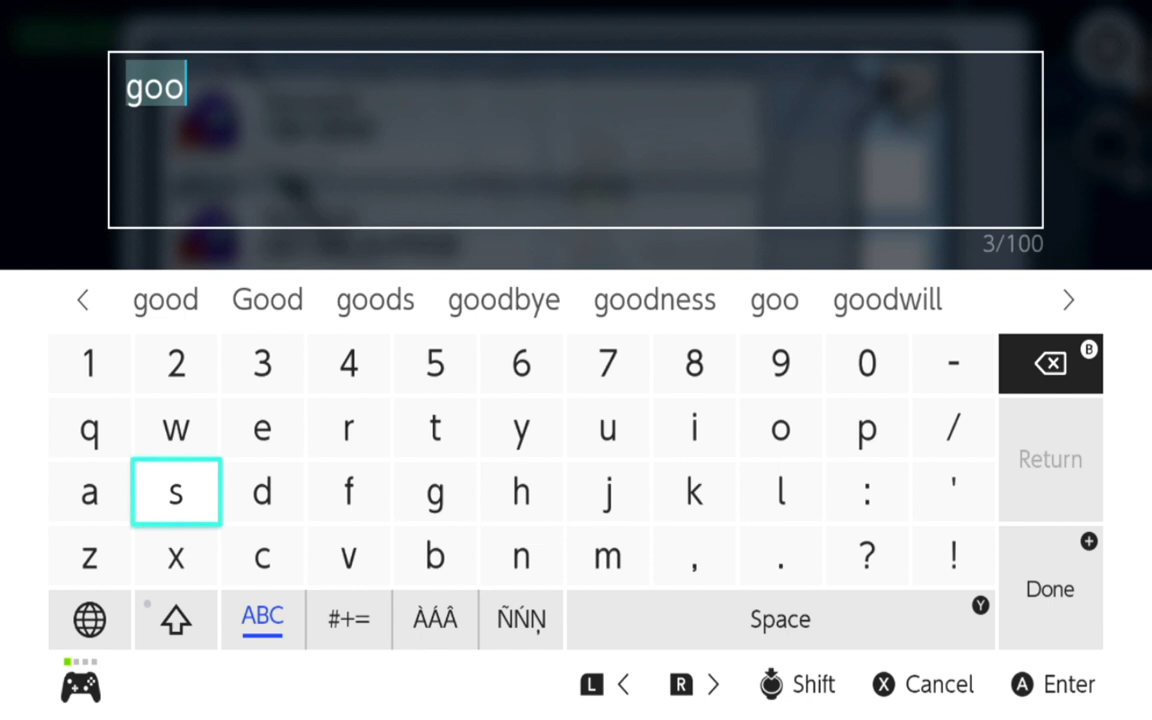 goo
3/100
< good Good goods goodbye goodness goo goodwill >
1 2 3 4 5 6 7 8 9 0 - B
q w e r t y u i o p /
a s d f g h j k l : ' Return
z x c v b n m , . ? ! +
ABC #+= ÀÁÂ ÑŃŅ Space Y Done
L < R > Shift X Cancel A Enter